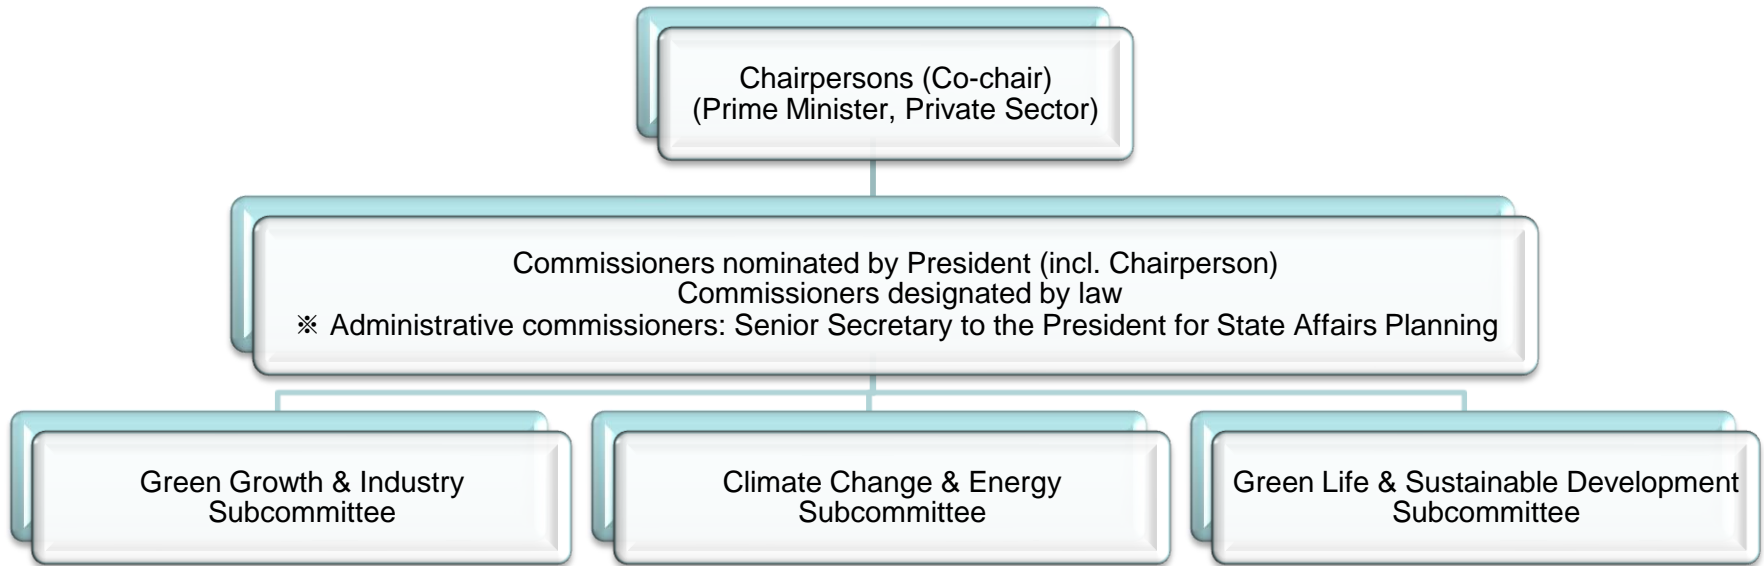 Chairpersons (Co-chair)
(Prime Minister, Private Sector)
Commissioners nominated by President (incl. Chairperson)
Commissioners designated by law
※ Administrative commissioners: Senior Secretary to the President for State Affairs Planning
Green Growth & Industry
Subcommittee
Climate Change & Energy
Subcommittee
Green Life & Sustainable Development
Subcommittee